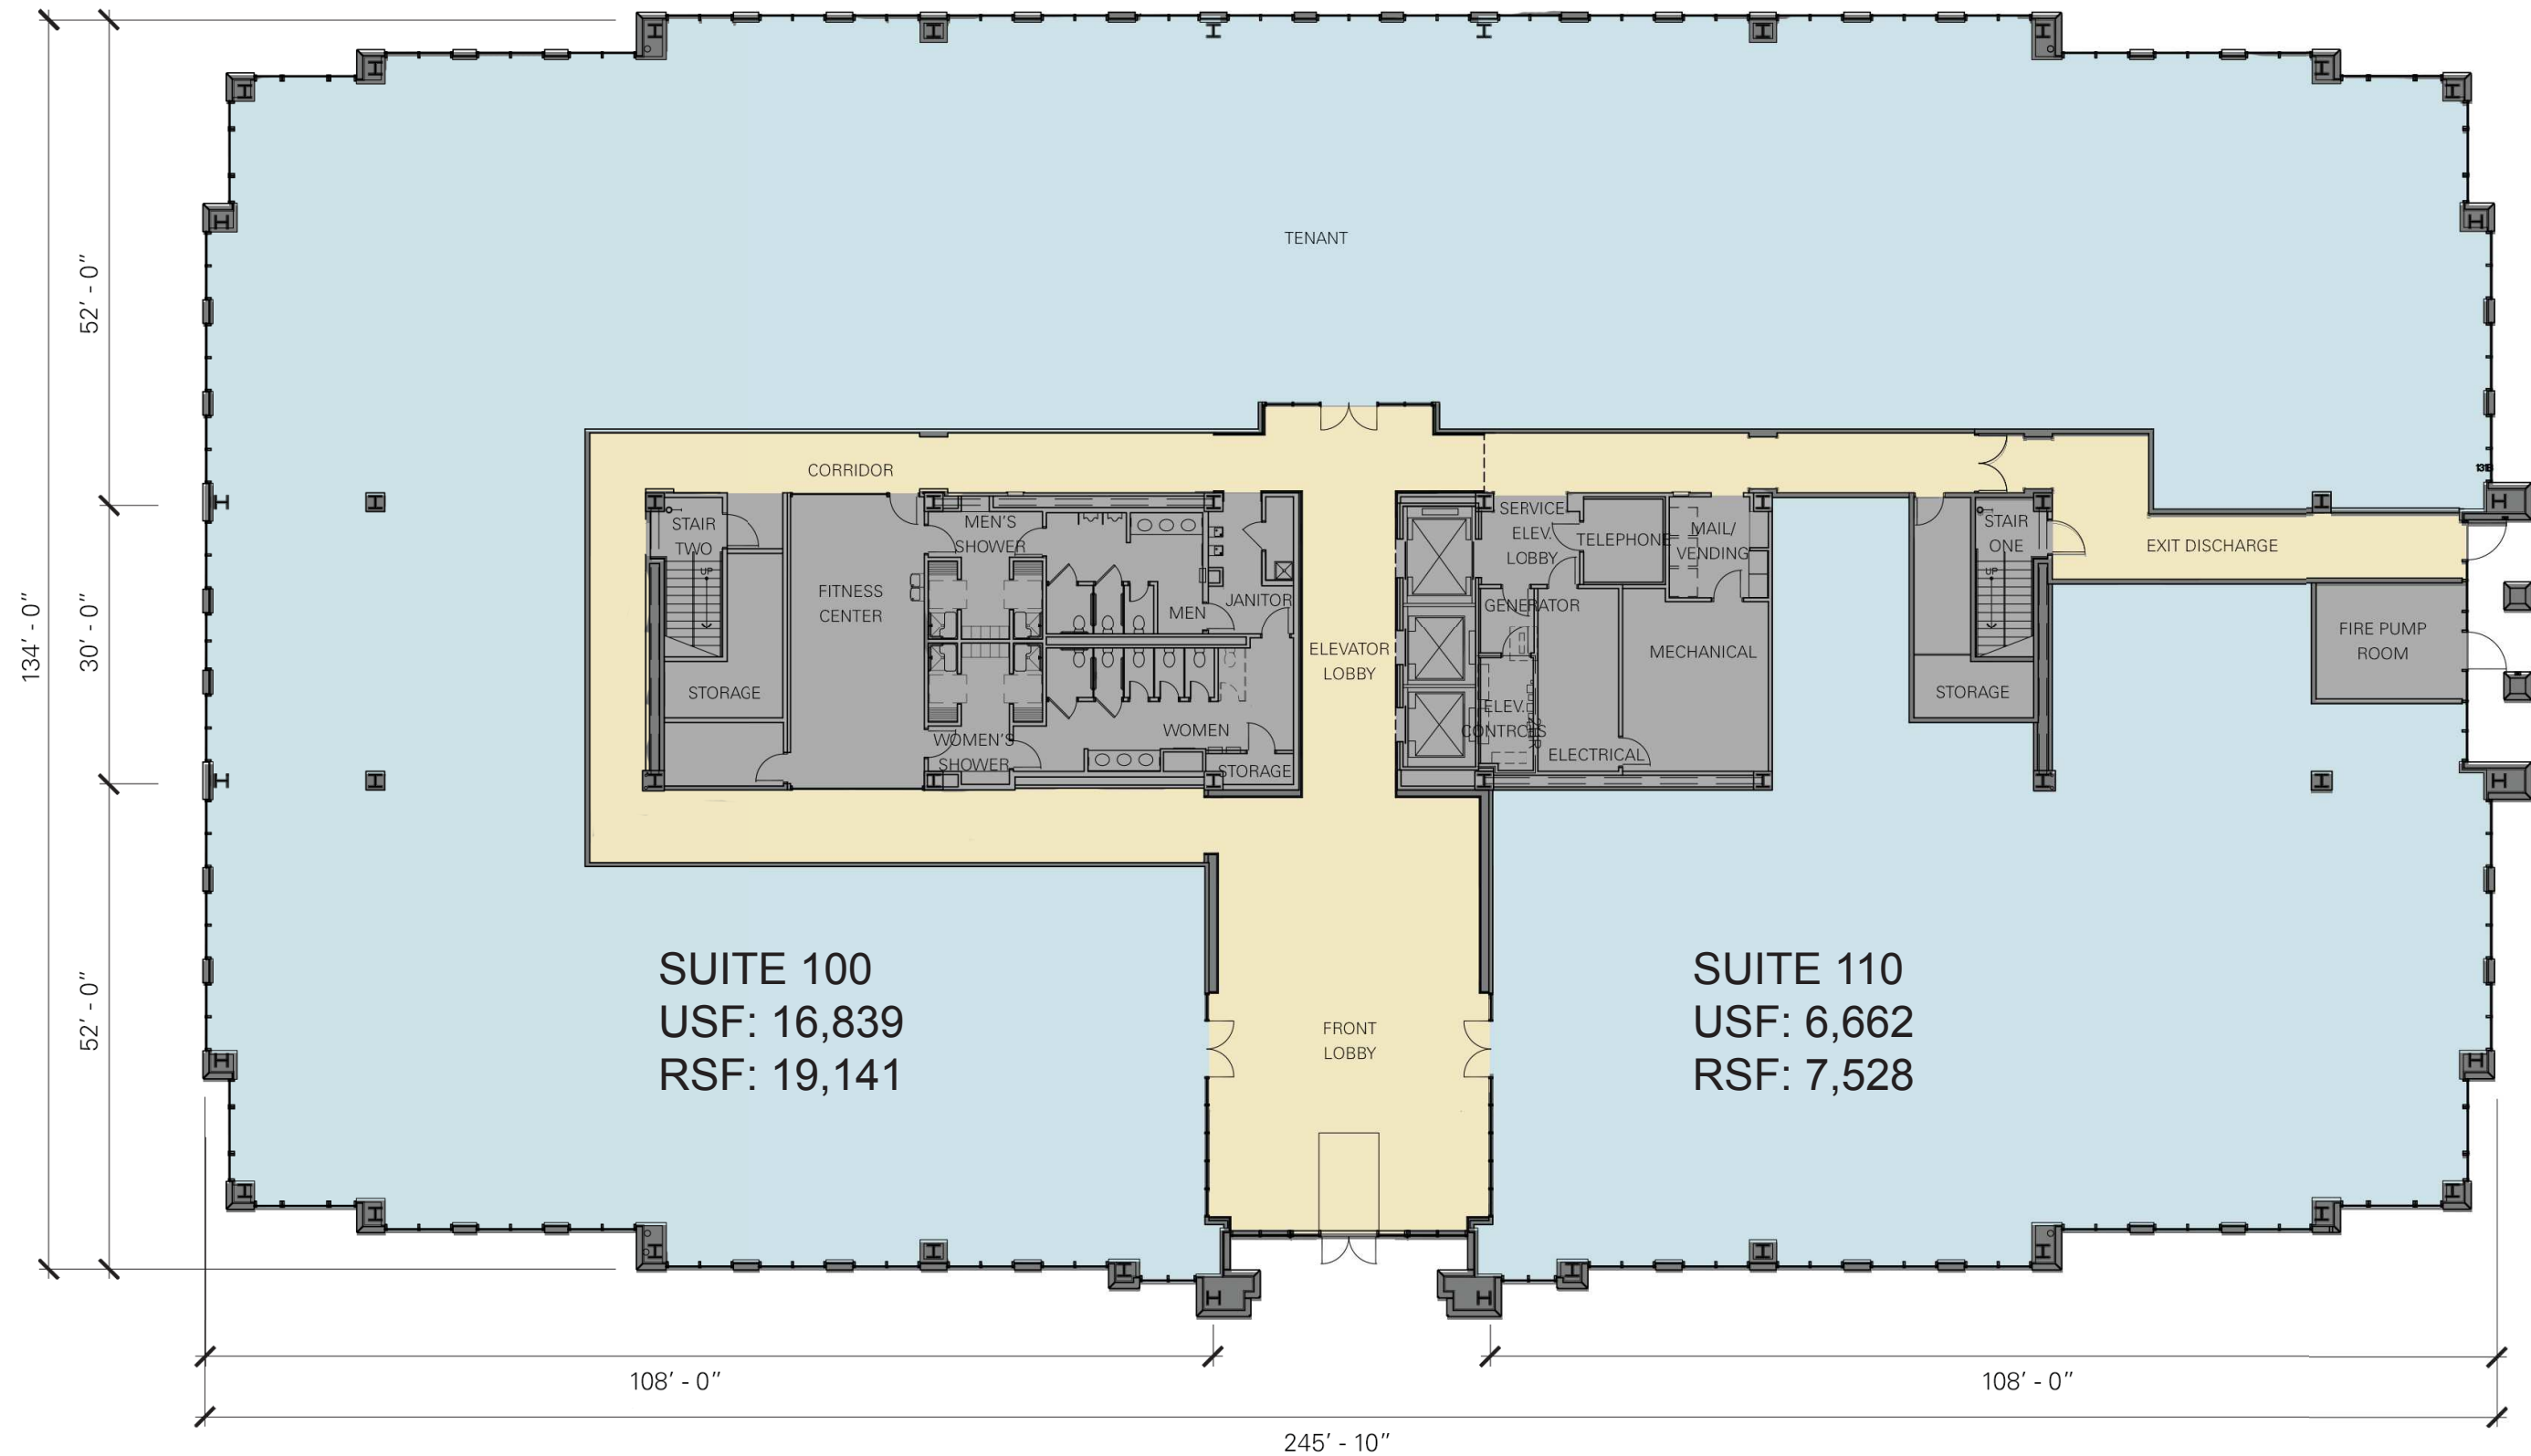 TENANT
52' - 0"
134' - 0"
30' - 0"
52' - 0"
CORRIDOR
STAIR
TWO
UP
STORAGE
FITNESS
CENTER
MEN'S
SHOWER
MEN
JANITOR
WOMEN'S
SHOWER
WOMEN
STORAGE
ELEVATOR
LOBBY
SERVICE
ELEV.
LOBBY
TELEPHONE
MAIL/
VENDING
GENERATOR
ELEV.
CONTROLS
ELECTRICAL
MECHANICAL
STAIR
ONE
UP
STORAGE
EXIT DISCHARGE
FIRE PUMP
ROOM
SUITE 100
USF: 16,839
RSF: 19,141
FRONT
LOBBY
SUITE 110
USF: 6,662
RSF: 7,528
108' - 0"
108' - 0"
245' - 10"